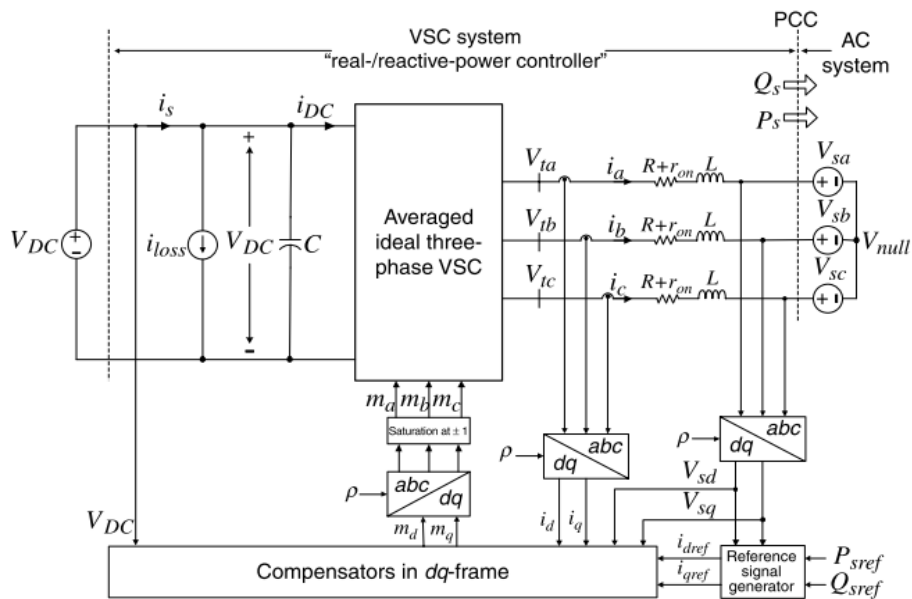 VSC system
"real-/reactive-power controller"
PCC
AC
system
Q_s
P_s
i_s
i_DC
V_DC
+
-
i_loss
+
V_DC
-
C
Averaged
ideal three-
phase VSC
V_ta
i_a
R+r_on
L
V_sa
+ -
V_tb
i_b
R+r_on
L
V_sb
+ -
V_null
V_tc
i_c
R+r_on
L
V_sc
+ -
m_a m_b m_c
Saturation at ± 1
ρ
abc
dq
m_d m_q
ρ
abc
dq
i_d i_q
ρ
abc
dq
V_sd
V_sq
V_DC
Compensators in dq-frame
i_dref
i_qref
Reference
signal
generator
P_sref
Q_sref